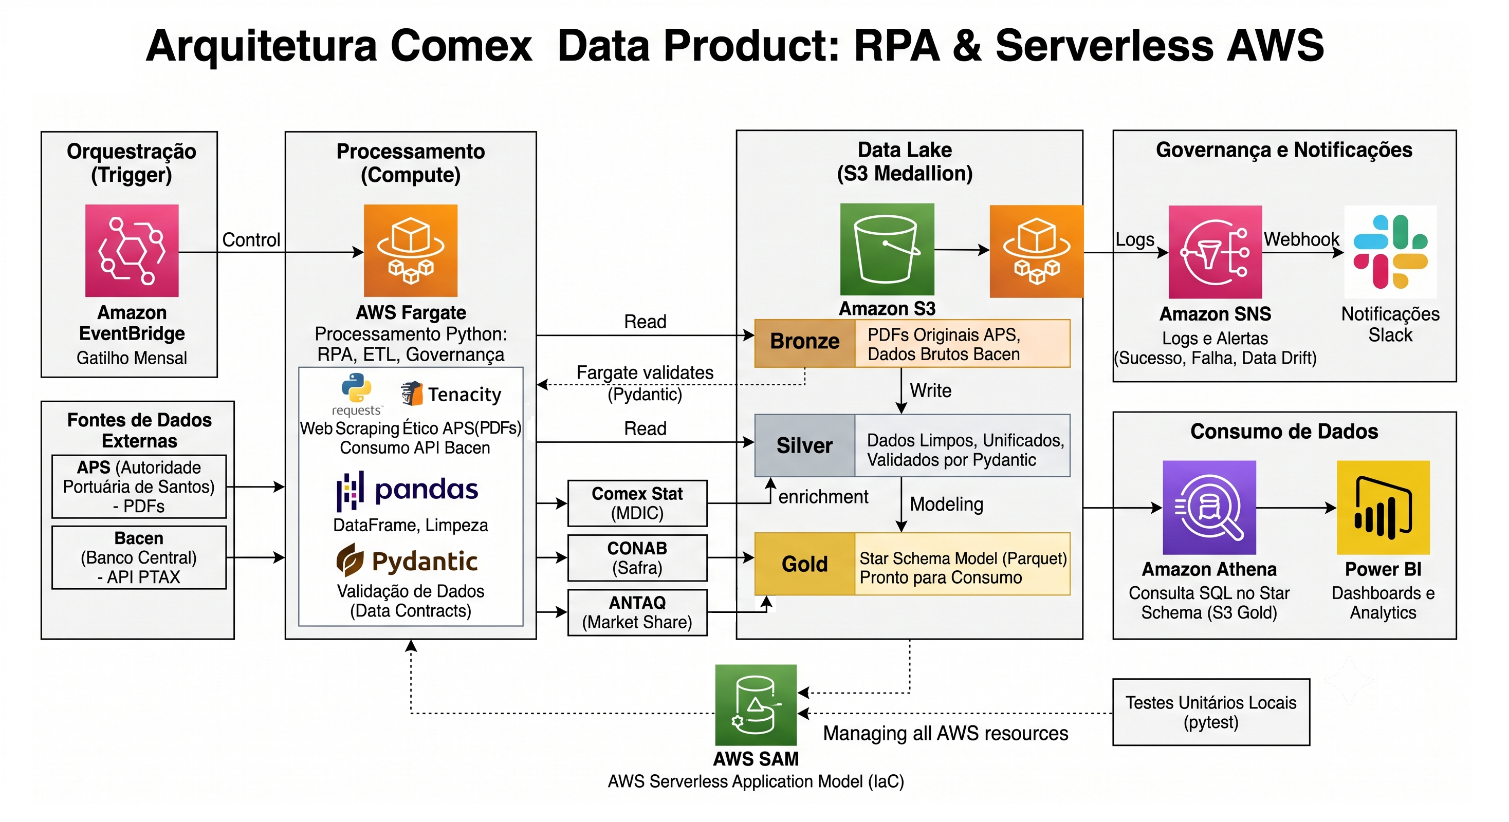 Arquitetura Comex Data Product: RPA & Serverless AWS
Orquestração
(Trigger)
Amazon
EventBridge
Gatilho Mensal
Control
Processamento
(Compute)
AWS Fargate
Processamento Python:
RPA, ETL, Governança
requests
Tenacity
Web Scraping Ético APS(PDFs)
Consumo API Bacen
pandas
DataFrame, Limpeza
Pydantic
Validação de Dados
(Data Contracts)
Fontes de Dados
Externas
APS (Autoridade
Portuária de Santos)
- PDFs
Bacen
(Banco Central)
- API PTAX
Read
Fargate validates
(Pydantic)
Read
Comex Stat
(MDIC)
CONAB
(Safra)
ANTAQ
(Market Share)
Data Lake
(S3 Medallion)
Amazon S3
Bronze
PDFs Originais APS,
Dados Brutos Bacen
Write
Silver
Dados Limpos, Unificados,
Validados por Pydantic
enrichment
Modeling
Gold
Star Schema Model (Parquet)
Pronto para Consumo
Governança e Notificações
Logs
Webhook
Amazon SNS
Logs e Alertas
(Sucesso, Falha, Data Drift)
Notificações
Slack
Consumo de Dados
Amazon Athena
Consulta SQL no Star
Schema (S3 Gold)
Power BI
Dashboards e
Analytics
Testes Unitários Locais
(pytest)
Managing all AWS resources
AWS SAM
AWS Serverless Application Model (IaC)